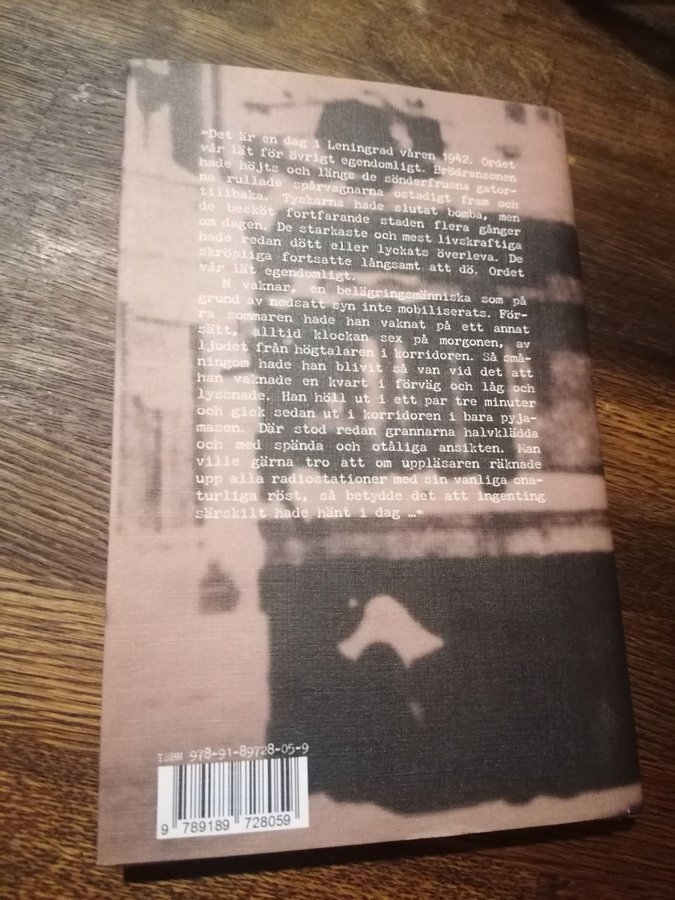 »Det är en dag i Leningrad våren 1942. Ordet
vår lät för övrigt egendomligt. Brödransonen
hade höjts och längs de sönderfrusna gator-
na rullade spårvagnarna ostadigt fram och
tillbaka. Tyskarna hade slutat bomba, men
de besköt fortfarande staden flera gånger
om dagen. De starkaste och mest livskraftiga
hade redan dött eller lyckats överleva. De
skröpliga fortsatte långsamt att dö. Ordet
vår lät egendomligt.
N vaknar, en belägringsmänniska som på
grund av nedsatt syn inte mobiliserats. För-
ra sommaren hade han vaknat på ett annat
sätt, alltid klockan sex på morgonen, av
ljudet från högtalaren i korridoren. Så små-
ningom hade han blivit så van vid det att
han vaknade en kvart i förväg och låg och
lyssnade. Han höll ut i ett par tre minuter
och gick sedan ut i korridoren i bara pyja-
masen. Där stod redan grannarna halvklädda
och med spända och otåliga ansikten. Man
ville gärna tro att om uppläsaren räknade
upp alla radiostationer med sin vanliga ona-
turliga röst, så betydde det att ingenting
särskilt hade hänt i dag …«
ISBN 978-91-89728-05-9
9 789189 728059